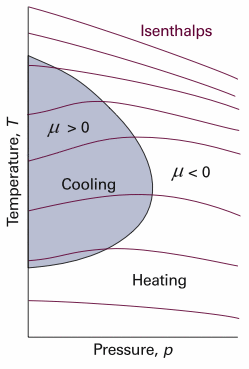 Isenthalps
μ > 0
μ < 0
Cooling
Heating
Temperature, T
Pressure, p